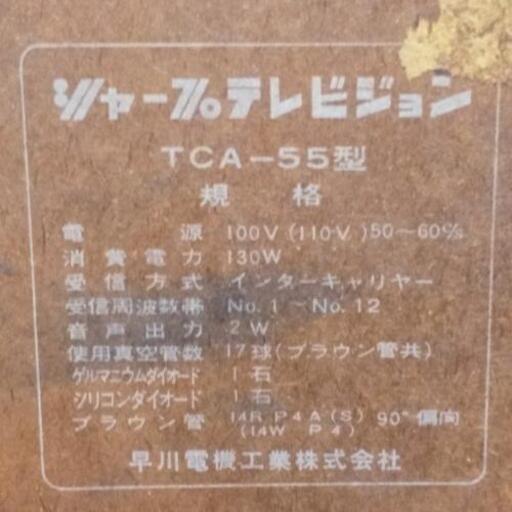 シャープテレビジョン
TCA-55型
規格
電源 100V (110V) 50~60c/s
消費電力 130W
受信方式 インターキャリヤー
受信周波数帯 No.1~No.12
音声出力 2W
使用真空管数 17球(ブラウン管共)
ゲルマニウムダイオード 1石
シリコンダイオード 1石
ブラウン管 14RP4A(S) 90°偏向
(14W P4)
早川電機工業株式会社